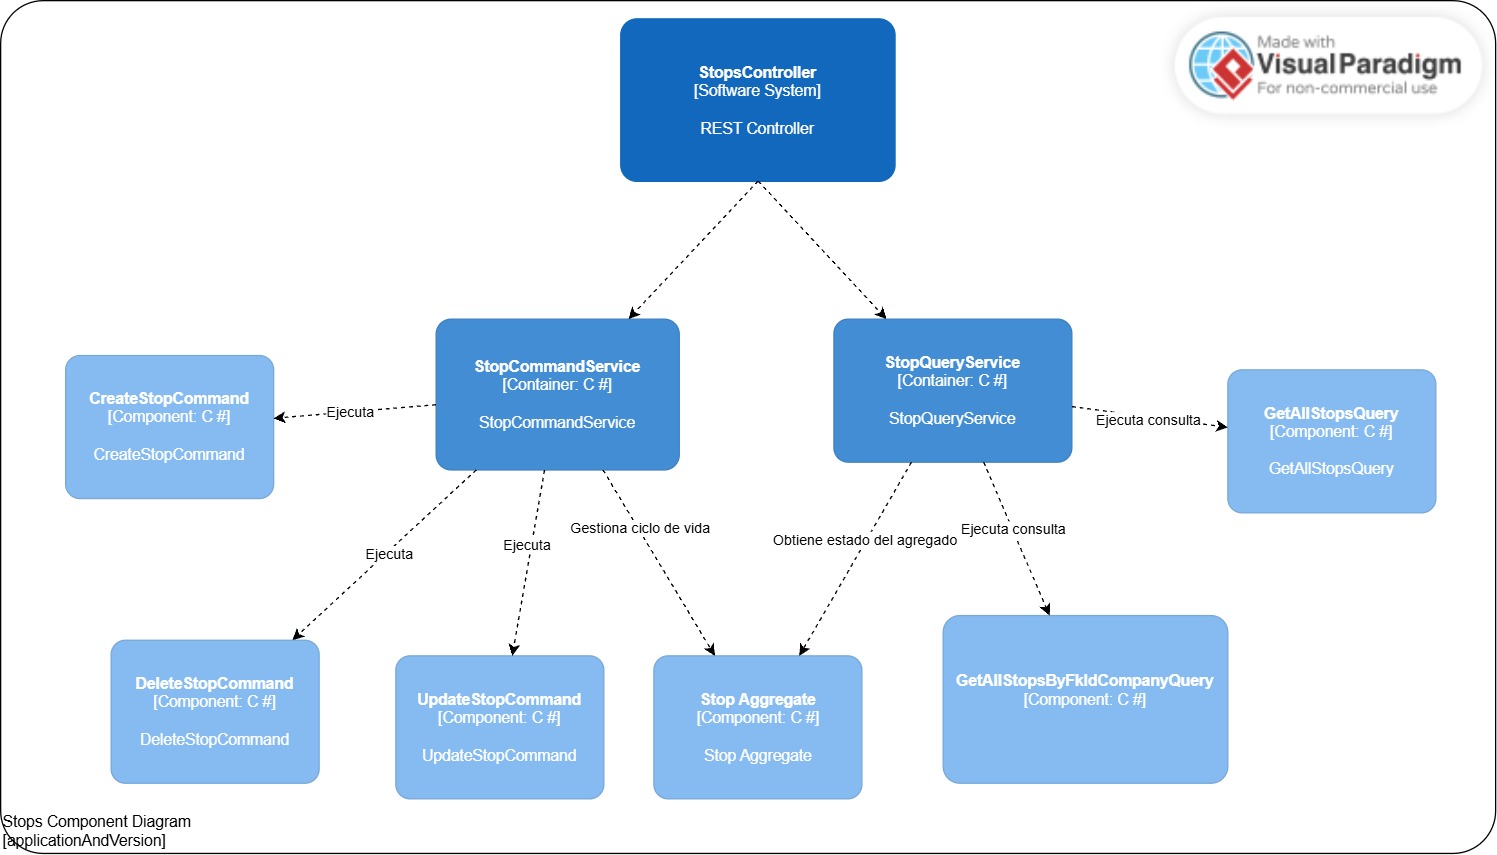 StopsController
[Software System]
REST Controller
Made with
Visual Paradigm
For non-commercial use
StopCommandService
[Container: C #]
StopCommandService
StopQueryService
[Container: C #]
StopQueryService
CreateStopCommand
[Component: C #]
CreateStopCommand
Ejecuta
Ejecuta consulta
GetAllStopsQuery
[Component: C #]
GetAllStopsQuery
Ejecuta
Ejecuta
Gestiona ciclo de vida
Obtiene estado del agregado
Ejecuta consulta
DeleteStopCommand
[Component: C #]
DeleteStopCommand
UpdateStopCommand
[Component: C #]
UpdateStopCommand
Stop Aggregate
[Component: C #]
Stop Aggregate
GetAllStopsByFkIdCompanyQuery
[Component: C #]
Stops Component Diagram
[applicationAndVersion]